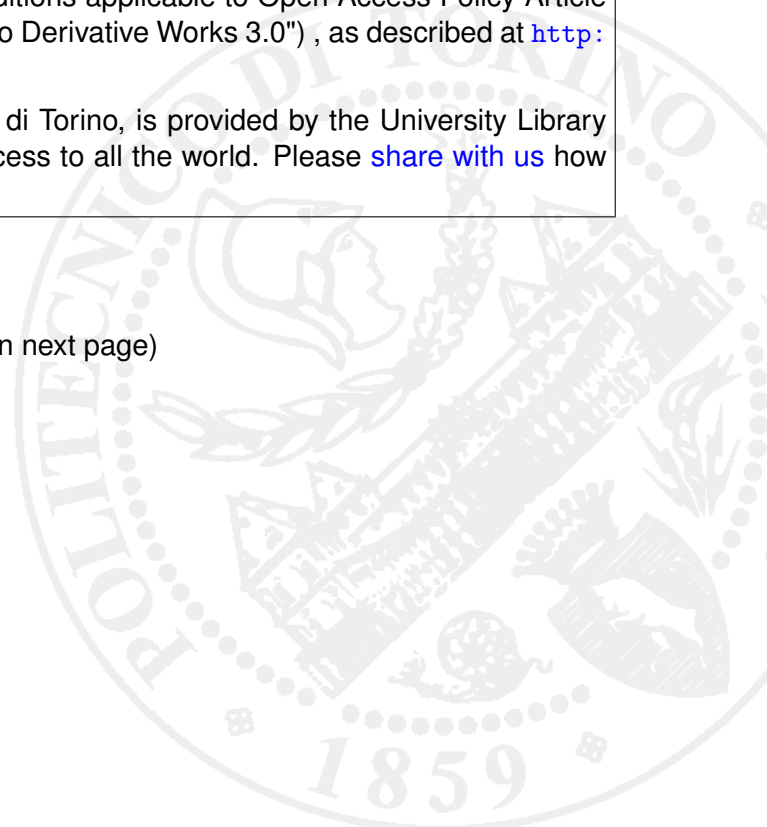 ditions applicable to Open Access Policy Article
o Derivative Works 3.0") , as described at http:
di Torino, is provided by the University Library
cess to all the world. Please share with us how
n next page)
POLITECNICO DI TORINO
1859